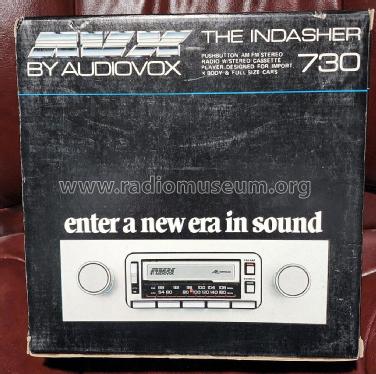 AVX
BY AUDIOVOX
THE INDASHER
PUSHBUTTON AM FM STEREO
RADIO W/STEREO CASSETTE
PLAYER DESIGNED FOR IMPORT
X BODY & FULL SIZE CARS
730
www.radiomuseum.org
enter a new era in sound